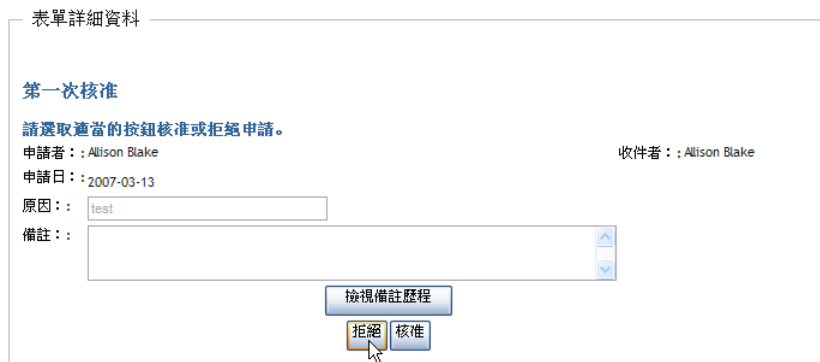 表單詳細資料
第一次核准
請選取適當的按鈕核准或拒絕申請。
申請者：: Allison Blake 收件者：: Allison Blake
申請日：: 2007-03-13
原因：: test
備註：:
檢視備註歷程
拒絕 核准